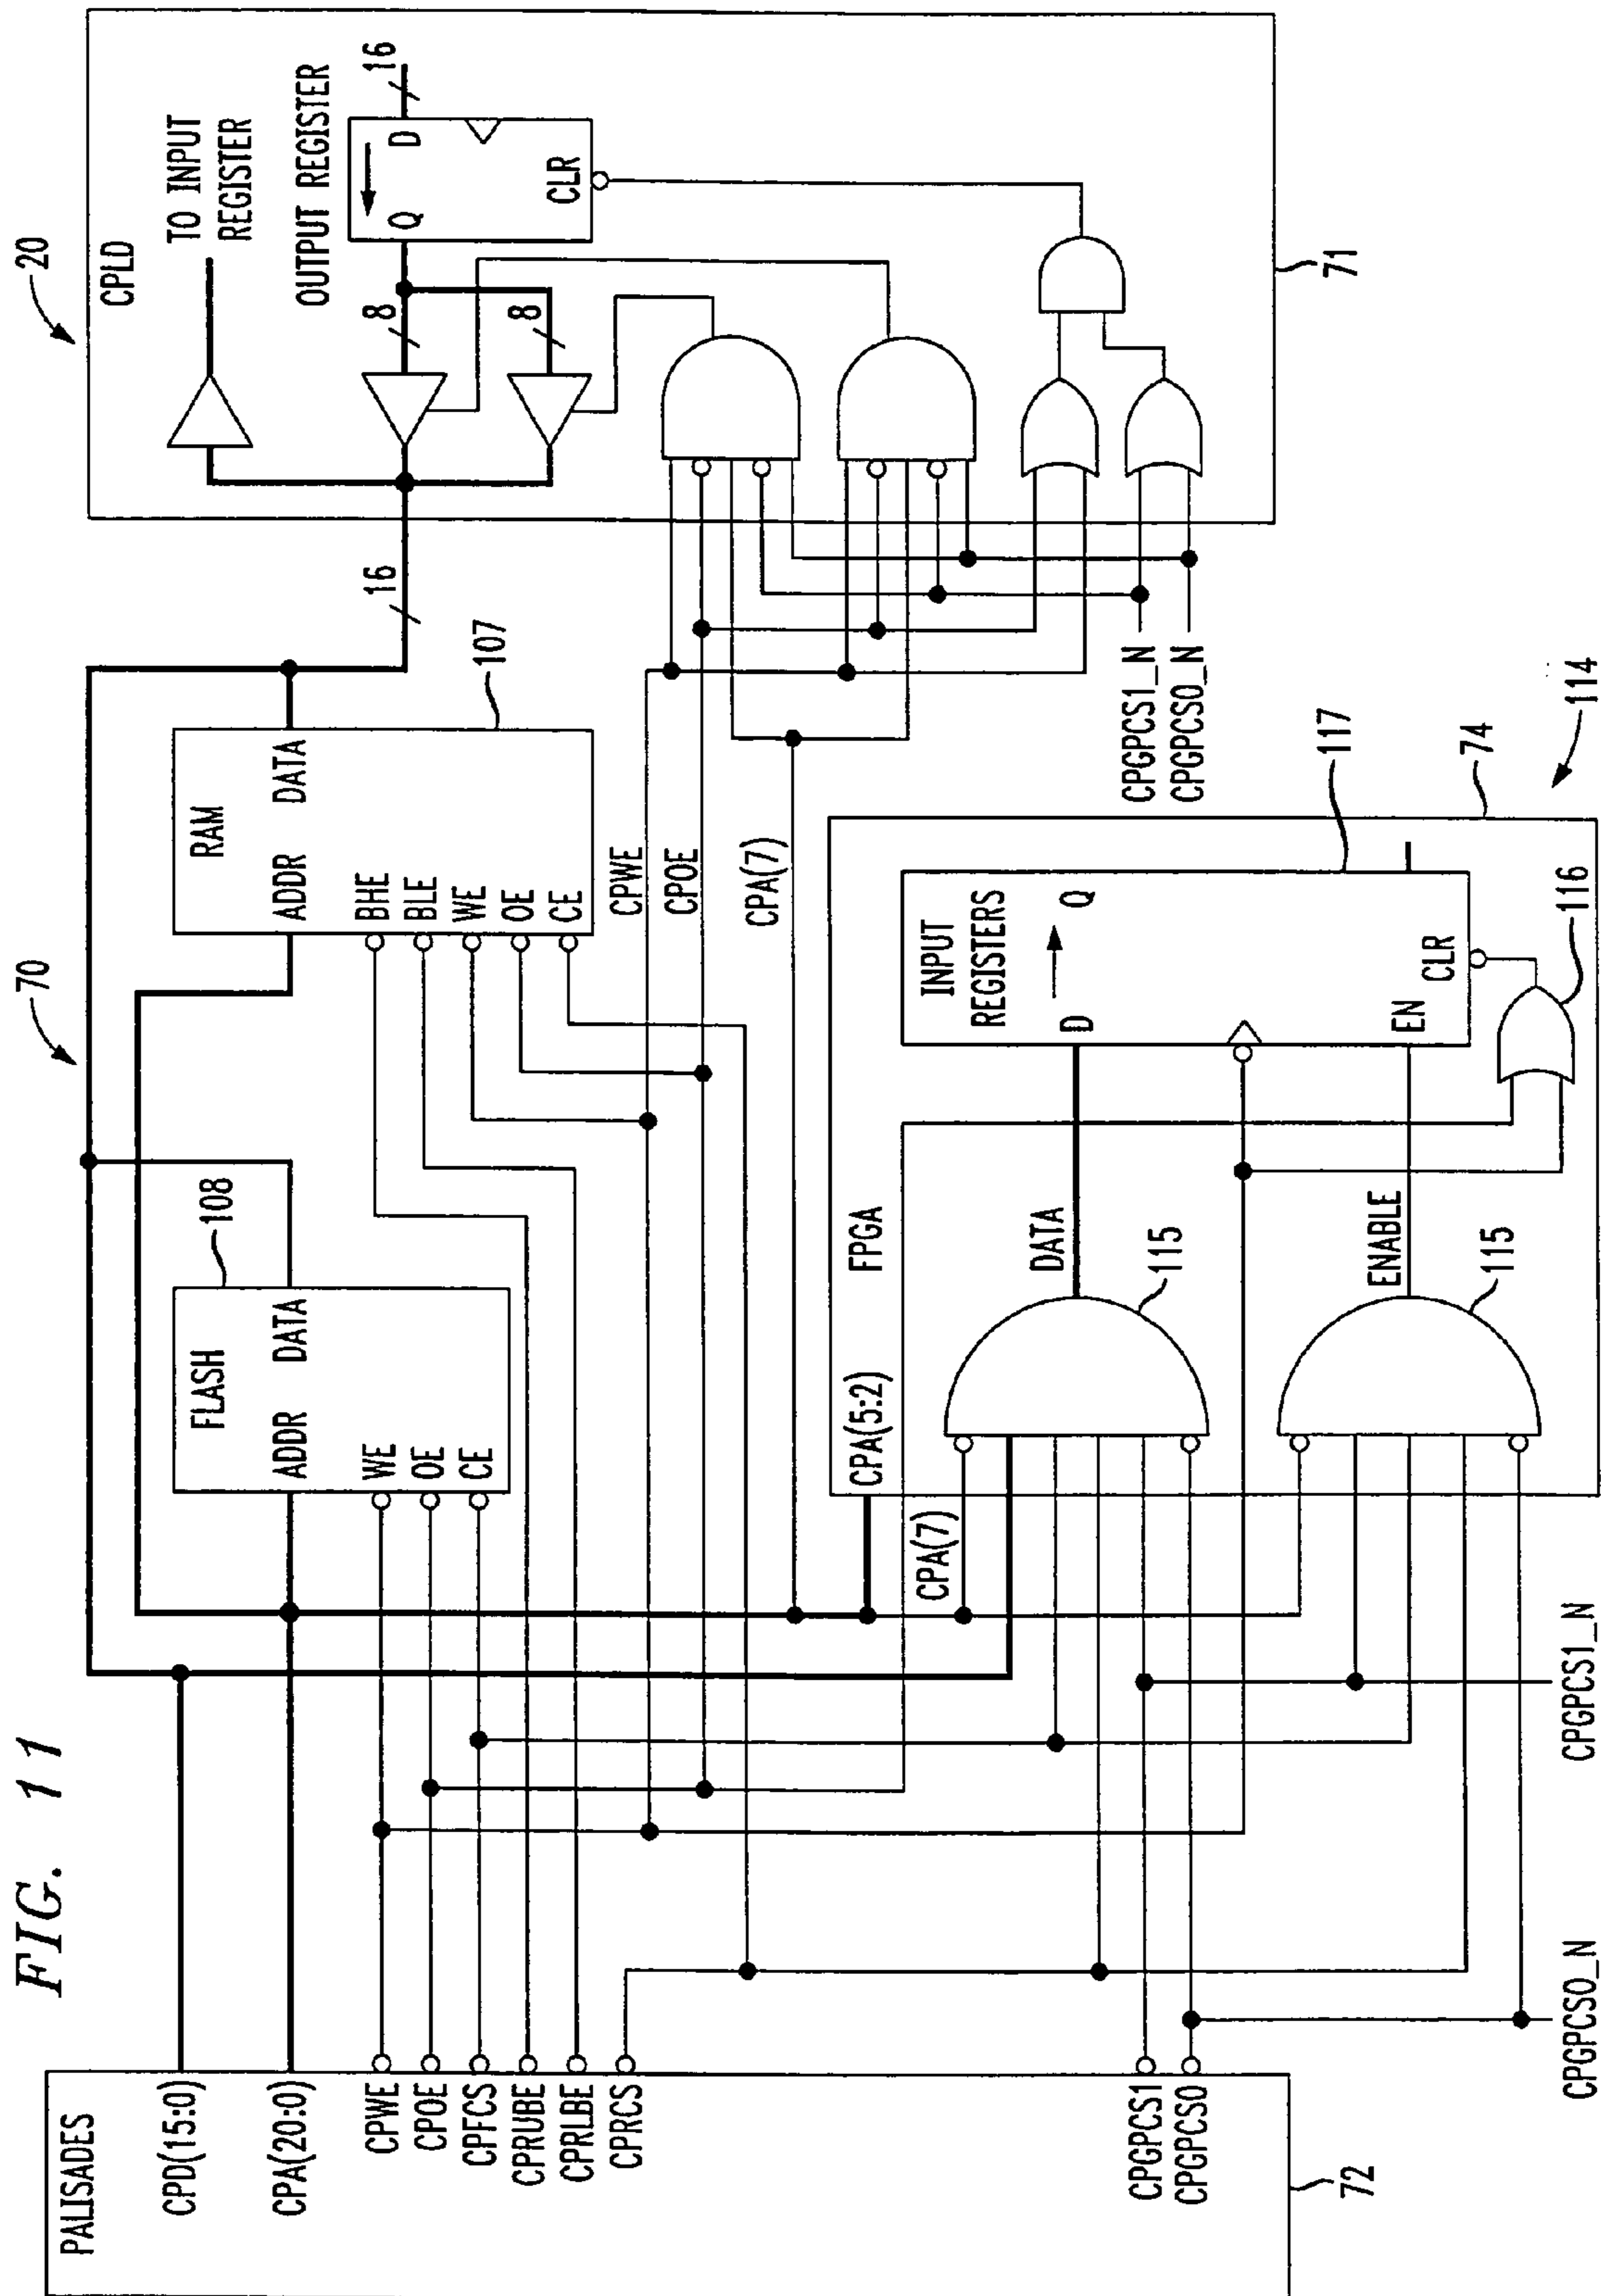 FIG. 11
70
20
PALISADES
CPD(15:0)
CPA(20:0)
CPWE
CPOE
CPFCS
CPRUBE
CPRLBE
CPRCS
CPGPCS1
CPGPCS0
72
FLASH
108
ADDR DATA
WE
OE
CE
RAM
107
ADDR DATA
BHE
BLE
WE
OE
CE
16
CPWE
CPOE
CPA(7)
CPLD
TO INPUT
REGISTER
OUTPUT REGISTER
16
8
8
Q D
CLR
71
CPGPCS1_N
CPGPCS0_N
CPA(5:2)
FPGA
CPA(7)
DATA
115
ENABLE
115
INPUT
REGISTERS
D Q
EN
CLR
116
117
74
114
CPGPCS1_N
CPGPCS0_N